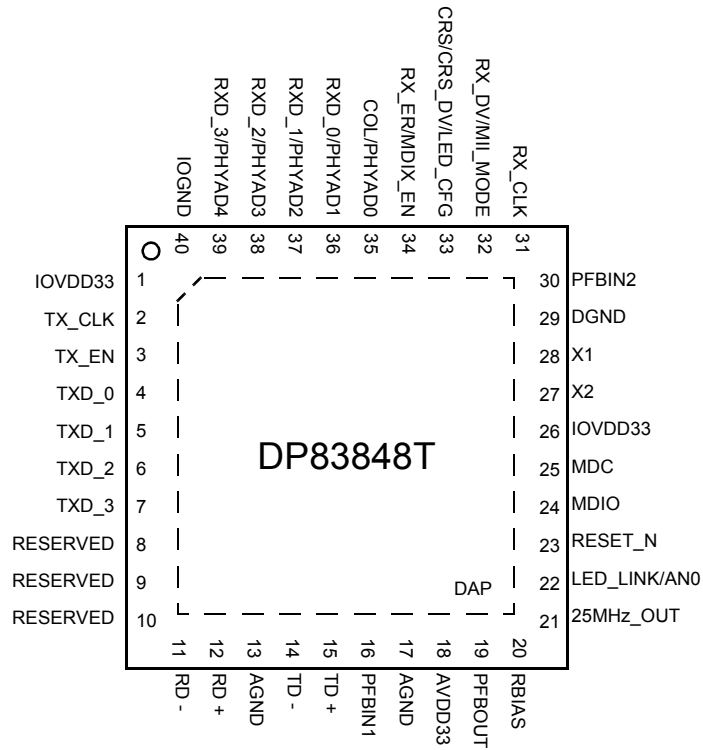 IOGND
RXD_3/PHYAD4
RXD_2/PHYAD3
RXD_1/PHYAD2
RXD_0/PHYAD1
COL/PHYAD0
RX_ER/MDIX_EN
CRS/CRS_DV/LED_CFG
RX_DV/MII_MODE
RX_CLK
40
39
38
37
36
35
34
33
32
31
IOVDD33 1
TX_CLK 2
TX_EN 3
TXD_0 4
TXD_1 5
TXD_2 6
TXD_3 7
RESERVED 8
RESERVED 9
RESERVED 10
DP83848T
DAP
30 PFBIN2
29 DGND
28 X1
27 X2
26 IOVDD33
25 MDC
24 MDIO
23 RESET_N
22 LED_LINK/AN0
21 25MHz_OUT
11
12
13
14
15
16
17
18
19
20
RD -
RD +
AGND
TD -
TD +
PFBIN1
AGND
AVDD33
PFBOUT
RBIAS